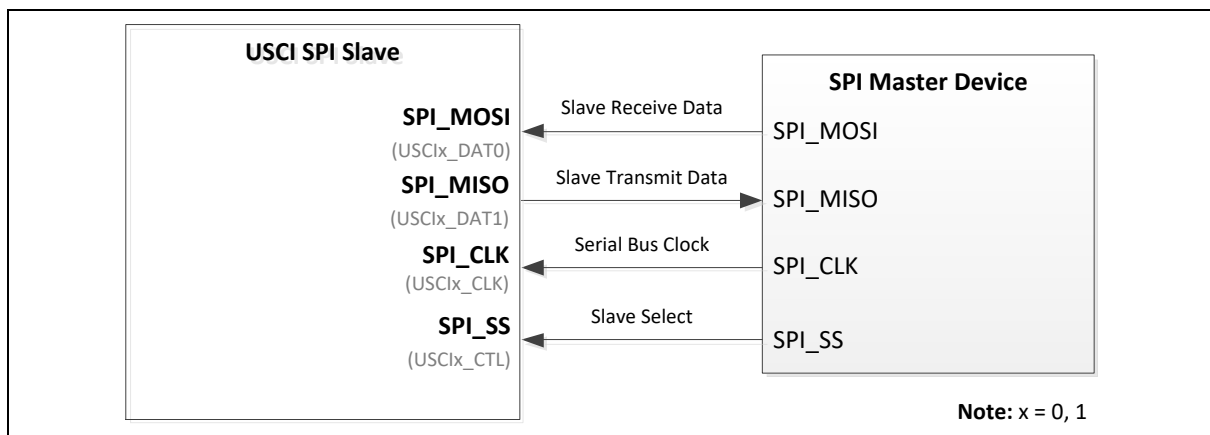 USCI SPI Slave
SPI Master Device
SPI_MOSI
(USCIx_DAT0)
Slave Receive Data
SPI_MOSI
SPI_MISO
(USCIx_DAT1)
Slave Transmit Data
SPI_MISO
SPI_CLK
(USCIx_CLK)
Serial Bus Clock
SPI_CLK
SPI_SS
(USCIx_CTL)
Slave Select
SPI_SS
Note: x = 0, 1